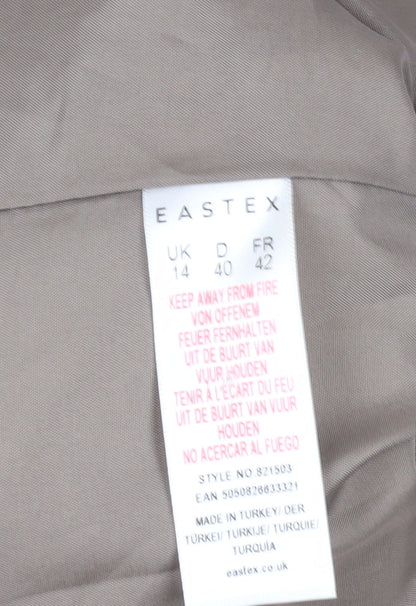 EASTEX
UK D FR
14 40 42
KEEP AWAY FROM FIRE
VON OFFENEM
FEUER FERNHALTEN
UIT DE BUURT VAN
VUUR HOUDEN
TENIR À L'ÉCART DU FEU-
UIT DE BUURT VAN VUUR
HOUDEN
NO ACERCAR AL FUEGO
STYLE NO 821503
EAN 5050826633321
MADE IN TURKEY/ DER
TÜRKEI/ TURKIJE/ TURQUIE/
TURQUÍA
eastex.co.uk